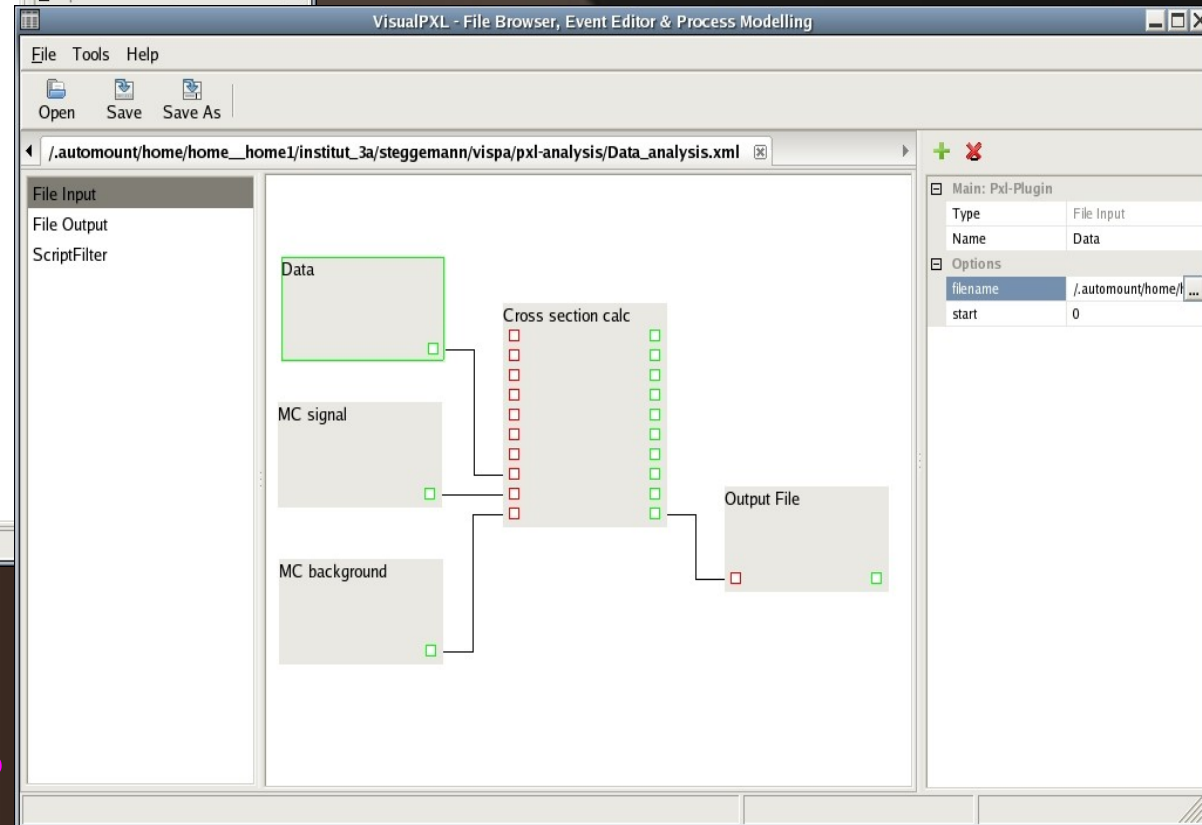 VisualPXL - File Browser, Event Editor & Process Modelling
File Tools Help
Open Save Save As
/.automount/home/home__home1/institut_3a/steggemann/vispa/pxl-analysis/Data_analysis.xml
File Input
File Output
ScriptFilter
Data
Cross section calc
MC signal
Output File
MC background
Main: Pxl-Plugin
Type File Input
Name Data
Options
filename /.automount/home/h ...
start 0